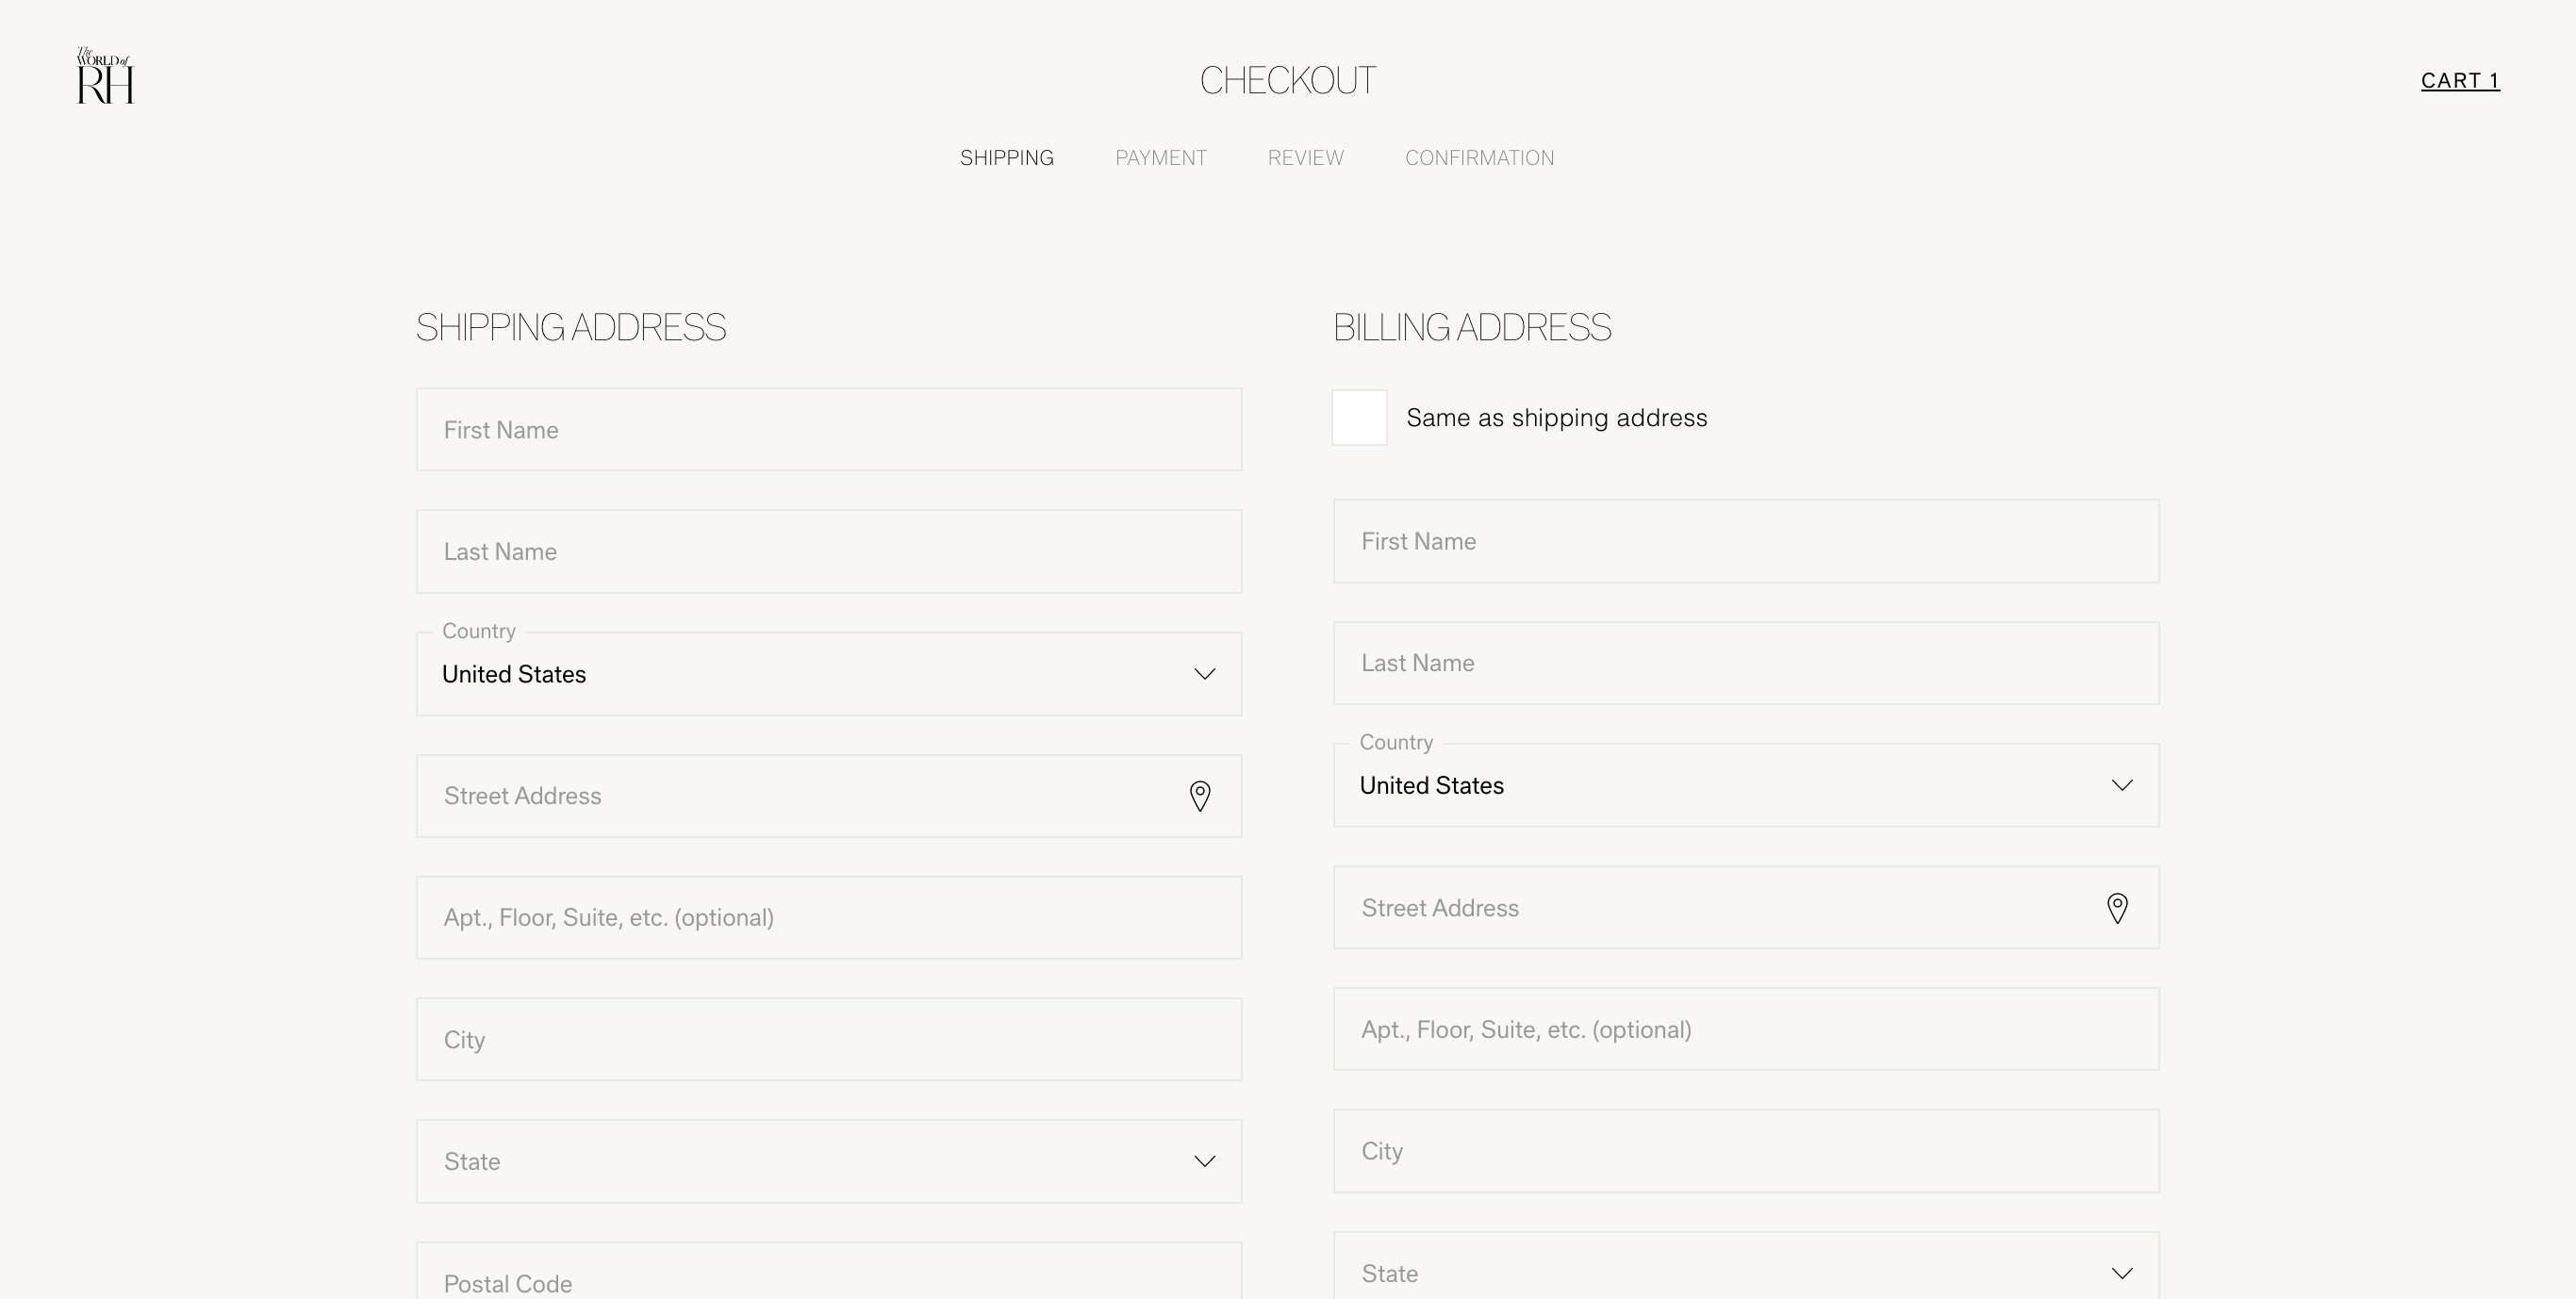 The
WORLD of
RH
CHECKOUT
CART 1
SHIPPING PAYMENT REVIEW CONFIRMATION
SHIPPING ADDRESS
First Name
Last Name
Country
United States
Street Address
Apt., Floor, Suite, etc. (optional)
City
State
Postal Code
BILLING ADDRESS
Same as shipping address
First Name
Last Name
Country
United States
Street Address
Apt., Floor, Suite, etc. (optional)
City
State